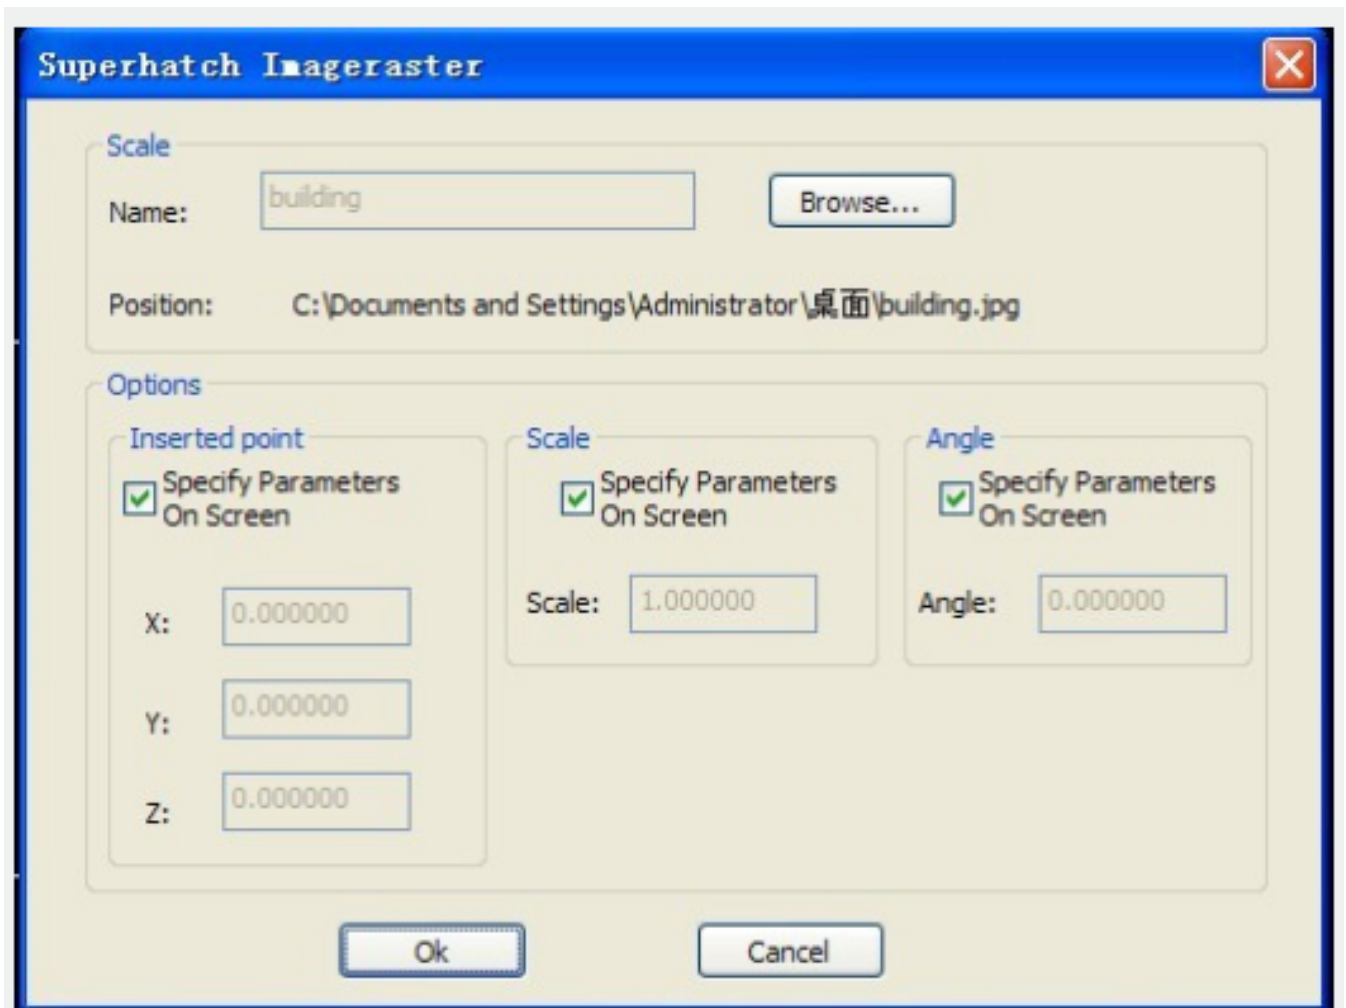 Superhatch Imageraster
Scale
Name:
building
Browse...
Position:
C:\Documents and Settings\Administrator\桌面\building.jpg
Options
Inserted point
Specify Parameters
On Screen
X:
0.000000
Y:
0.000000
Z:
0.000000
Scale
Specify Parameters
On Screen
Scale:
1.000000
Angle
Specify Parameters
On Screen
Angle:
0.000000
Ok
Cancel